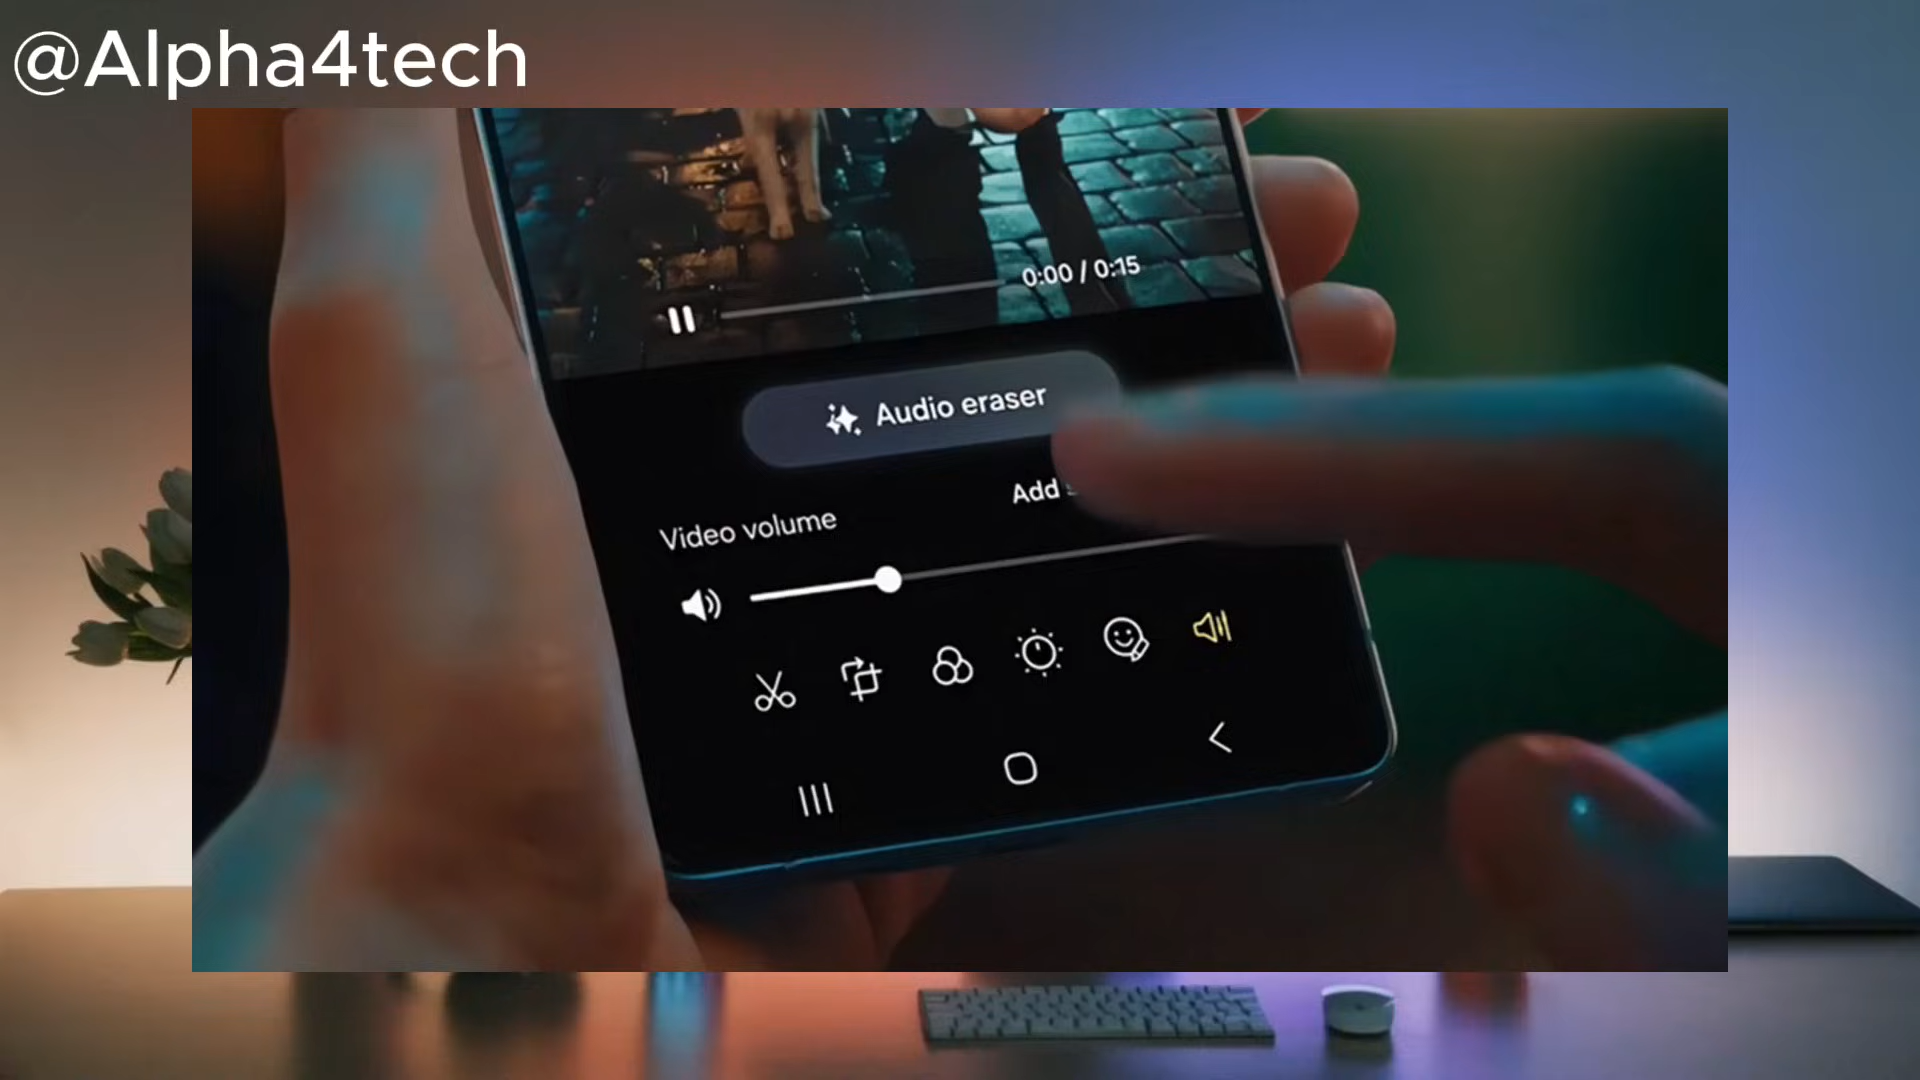 @Alpha4tech
0:00 / 0:15
Audio eraser
Add
Video volume